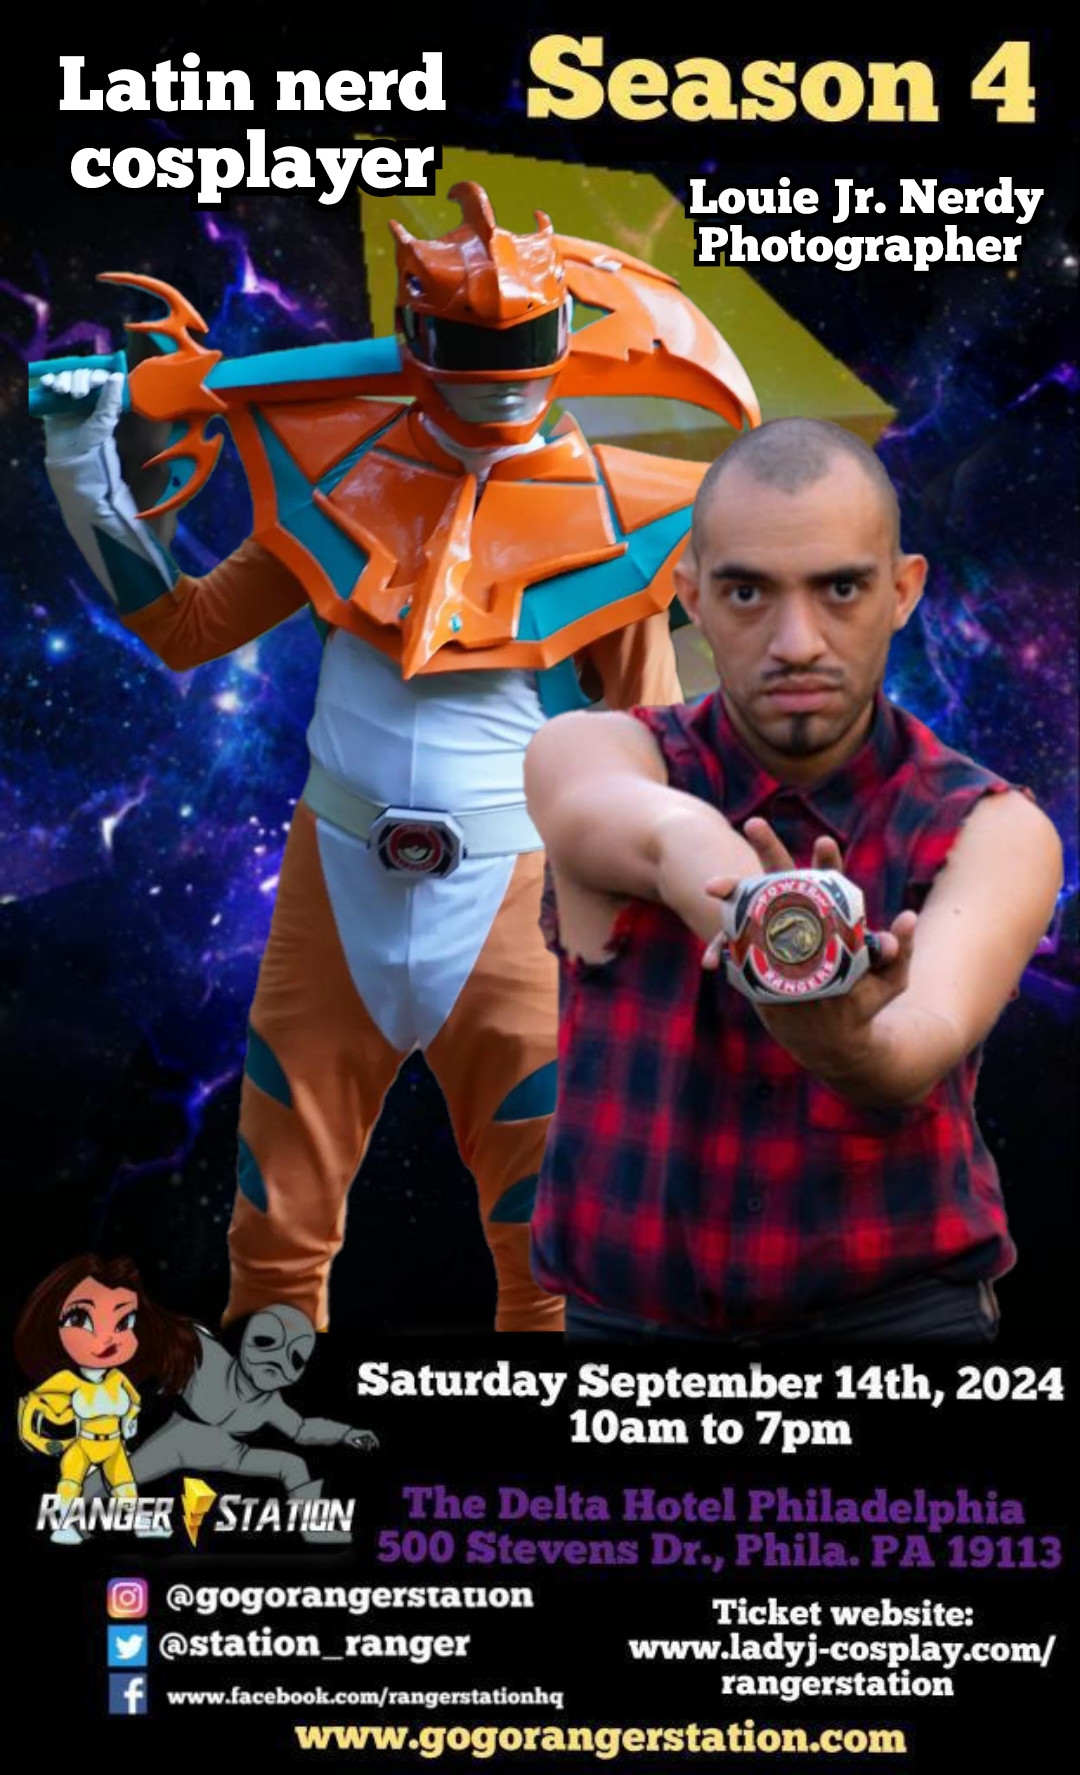 Latin nerd
cosplayer
Season 4
Louie Jr. Nerdy
Photographer
POWER
RANGERS
Saturday September 14th, 2024
10am to 7pm
RANGER STATION
The Delta Hotel Philadelphia
500 Stevens Dr., Phila. PA 19113
@gogorangerstation
@station_ranger
www.facebook.com/rangerstationhq
Ticket website:
www.ladyj-cosplay.com/
rangerstation
www.gogorangerstation.com